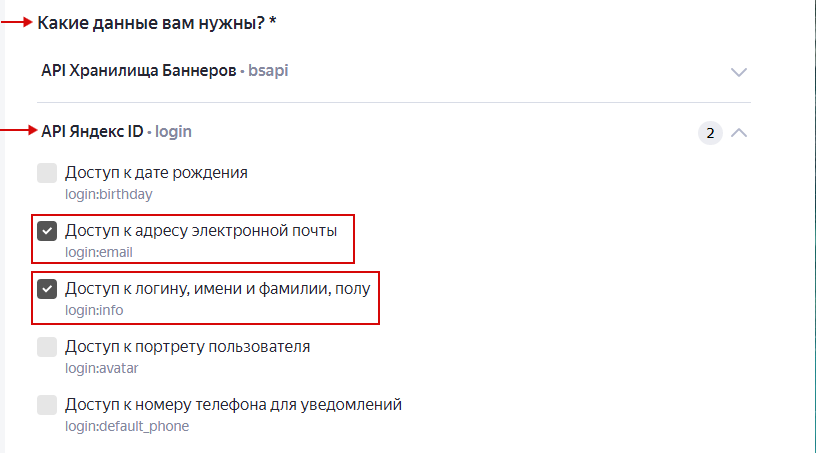 Какие данные вам нужны? *
API Хранилища Баннеров • bsapi
API Яндекс ID • login
2
Доступ к дате рождения
login:birthday
Доступ к адресу электронной почты
login:email
Доступ к логину, имени и фамилии, полу
login:info
Доступ к портрету пользователя
login:avatar
Доступ к номеру телефона для уведомлений
login:default_phone